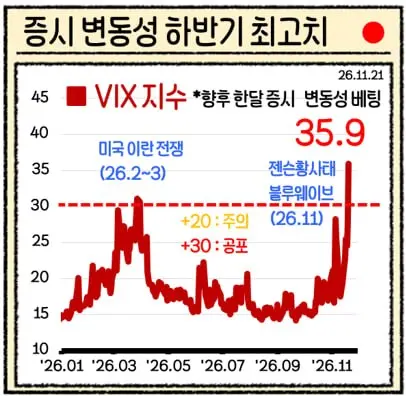 증시 변동성 하반기 최고치
26.11.21
VIX 지수 *향후 한달 증시 변동성 베팅
35.9
미국 이란 전쟁
(26.2~3)
젠슨황사태
블루웨이브
(26.11)
+20 : 주의
+30 : 공포
45
40
35
30
25
20
15
10
'26.01 '26.03 '26.05 '26.07 '26.09 '26.11